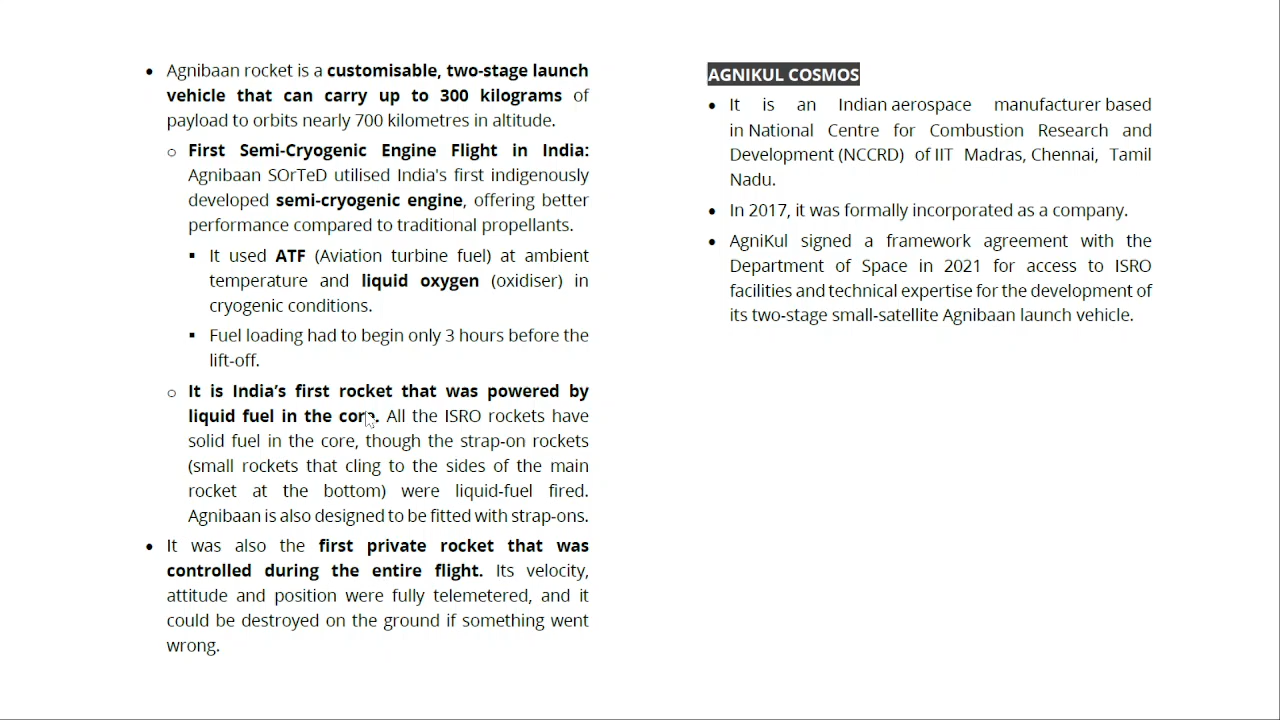 • Agnibaan rocket is a customisable, two-stage launch
vehicle that can carry up to 300 kilograms of
payload to orbits nearly 700 kilometres in altitude.
o First Semi-Cryogenic Engine Flight in India:
Agnibaan SOrTeD utilised India's first indigenously
developed semi-cryogenic engine, offering better
performance compared to traditional propellants.
▪ It used ATF (Aviation turbine fuel) at ambient
temperature and liquid oxygen (oxidiser) in
cryogenic conditions.
▪ Fuel loading had to begin only 3 hours before the
lift-off.
o It is India’s first rocket that was powered by
liquid fuel in the core. All the ISRO rockets have
solid fuel in the core, though the strap-on rockets
(small rockets that cling to the sides of the main
rocket at the bottom) were liquid-fuel fired.
Agnibaan is also designed to be fitted with strap-ons.
• It was also the first private rocket that was
controlled during the entire flight. Its velocity,
attitude and position were fully telemetered, and it
could be destroyed on the ground if something went
wrong.
AGNIKUL COSMOS
• It is an Indian aerospace manufacturer based
in National Centre for Combustion Research and
Development (NCCRD) of IIT Madras, Chennai, Tamil
Nadu.
• In 2017, it was formally incorporated as a company.
• AgniKul signed a framework agreement with the
Department of Space in 2021 for access to ISRO
facilities and technical expertise for the development of
its two-stage small-satellite Agnibaan launch vehicle.